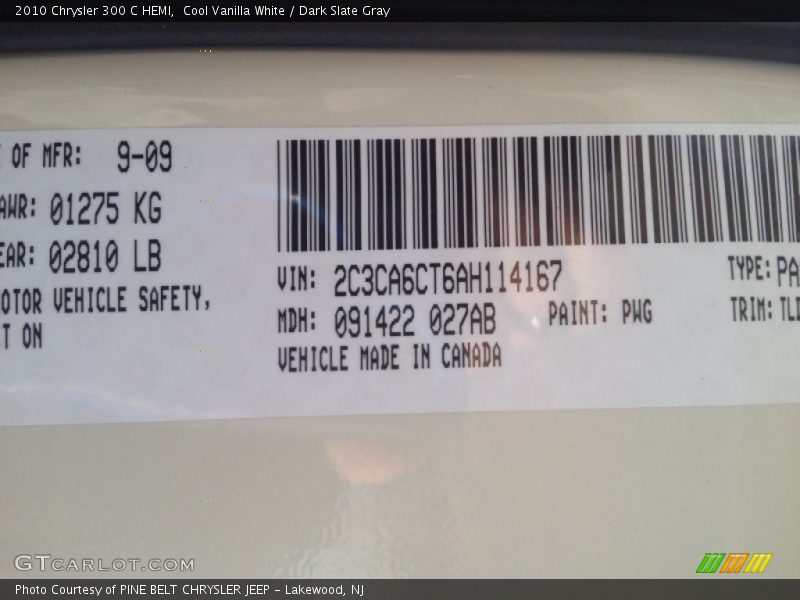 2010 Chrysler 300 C HEMI, Cool Vanilla White / Dark Slate Gray
OF MFR: 9-09
AWR: 01275 KG
EAR: 02810 LB
OTOR VEHICLE SAFETY,
T ON
VIN: 2C3CA6CT6AH114167
TYPE: PA
MDH: 091422 027AB
PAINT: PWG
TRIM: TL
VEHICLE MADE IN CANADA
GTCARLOT.COM
Photo Courtesy of PINE BELT CHRYSLER JEEP - Lakewood, NJ